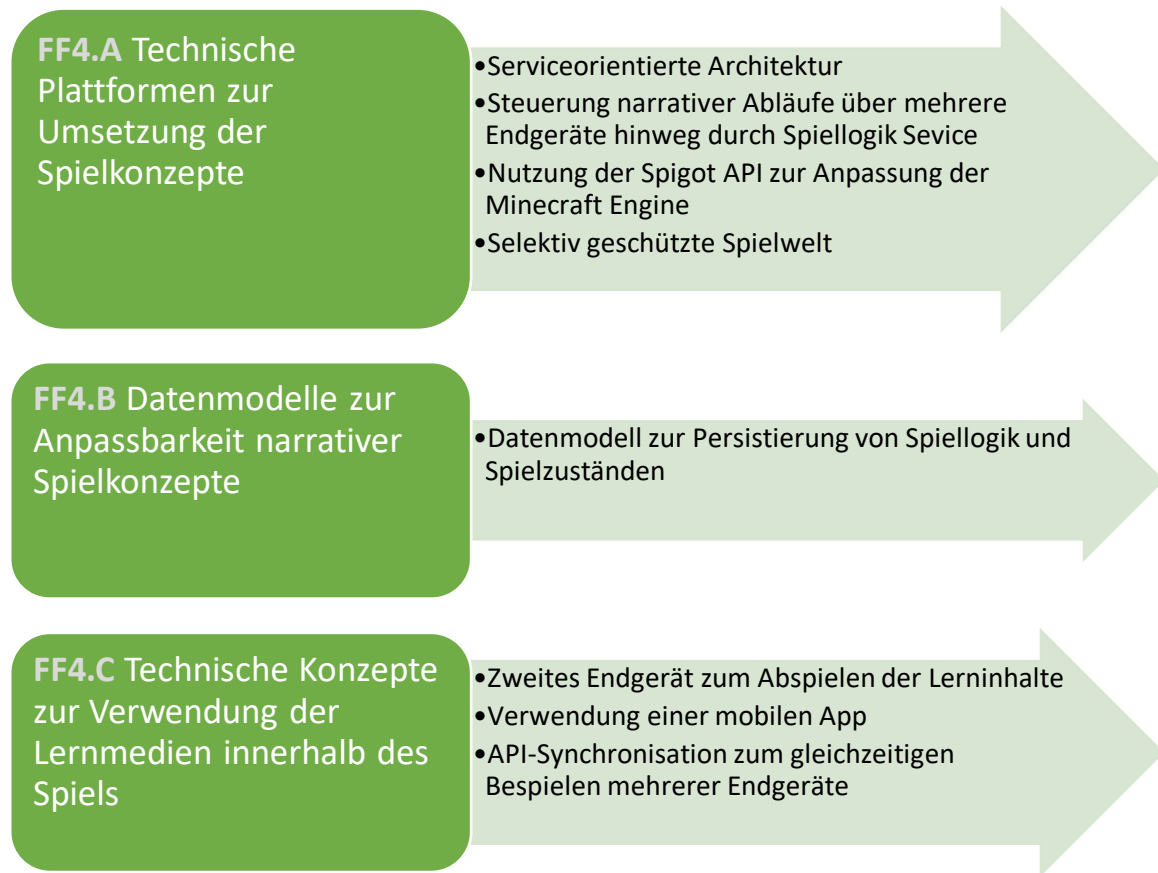 FF4.A Technische
Plattformen zur
Umsetzung der
Spielkonzepte
•Serviceorientierte Architektur
•Steuerung narrativer Abläufe über mehrere
Endgeräte hinweg durch Spiellogik Sevice
•Nutzung der Spigot API zur Anpassung der
Minecraft Engine
•Selektiv geschützte Spielwelt
FF4.B Datenmodelle zur
Anpassbarkeit narrativer
Spielkonzepte
•Datenmodell zur Persistierung von Spiellogik und
Spielzuständen
FF4.C Technische Konzepte
zur Verwendung der
Lernmedien innerhalb des
Spiels
•Zweites Endgerät zum Abspielen der Lerninhalte
•Verwendung einer mobilen App
•API-Synchronisation zum gleichzeitigen
Bespielen mehrerer Endgeräte